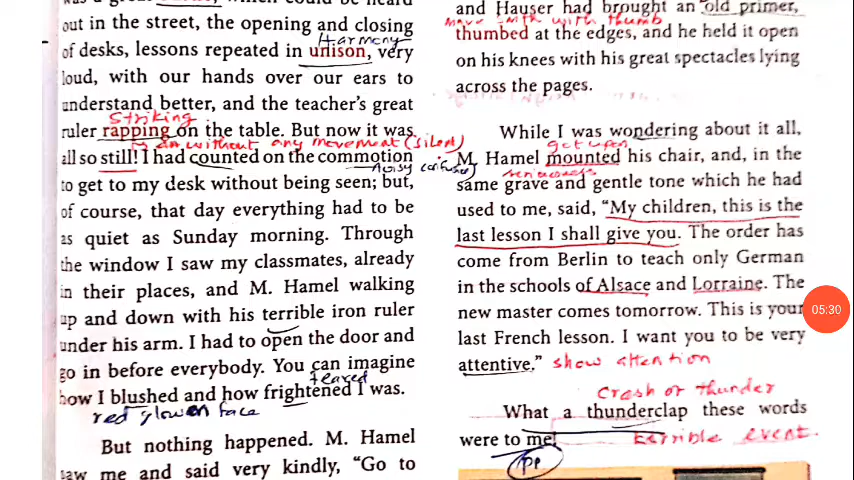 out in the street, the opening and closing
Harmony
of desks, lessons repeated in unison, very
loud, with our hands over our ears to
understand better, and the teacher's great
Striking
ruler rapping on the table. But now it was
without any movement (silent)
all so still! I had counted on the commotion
Noisy confusion
to get to my desk without being seen; but,
of course, that day everything had to be
as quiet as Sunday morning. Through
the window I saw my classmates, already
in their places, and M. Hamel walking
up and down with his terrible iron ruler
under his arm. I had to open the door and
go in before everybody. You can imagine
feared
how I blushed and how frightened I was.
red glow on face
But nothing happened. M. Hamel
saw me and said very kindly, "Go to
and Hauser had brought an old primer,
move with thumb
thumbed at the edges, and he held it open
on his knees with his great spectacles lying
across the pages.
While I was wondering about it all,
get upon
M. Hamel mounted his chair, and, in the
seriousness
same grave and gentle tone which he had
used to me, said, "My children, this is the
last lesson I shall give you. The order has
come from Berlin to teach only German
in the schools of Alsace and Lorraine. The
new master comes tomorrow. This is your
last French lesson. I want you to be very
attentive." show attention
Crash of thunder
What a thunderclap these words
were to me! terrible event.
PP
05:30